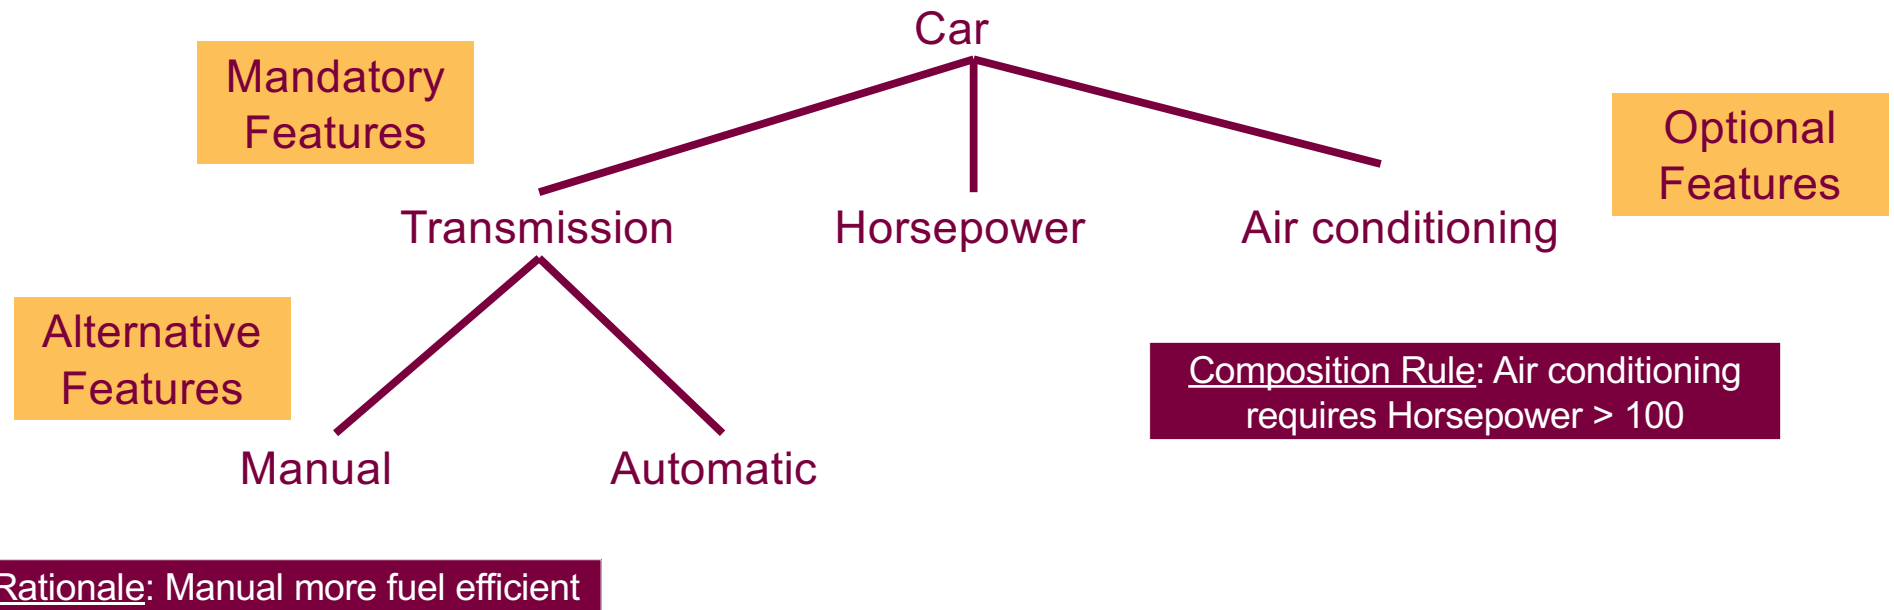 Car
Mandatory
Features
Optional
Features
Transmission
Horsepower
Air conditioning
Alternative
Features
Composition Rule: Air conditioning
requires Horsepower > 100
Manual
Automatic
Rationale: Manual more fuel efficient